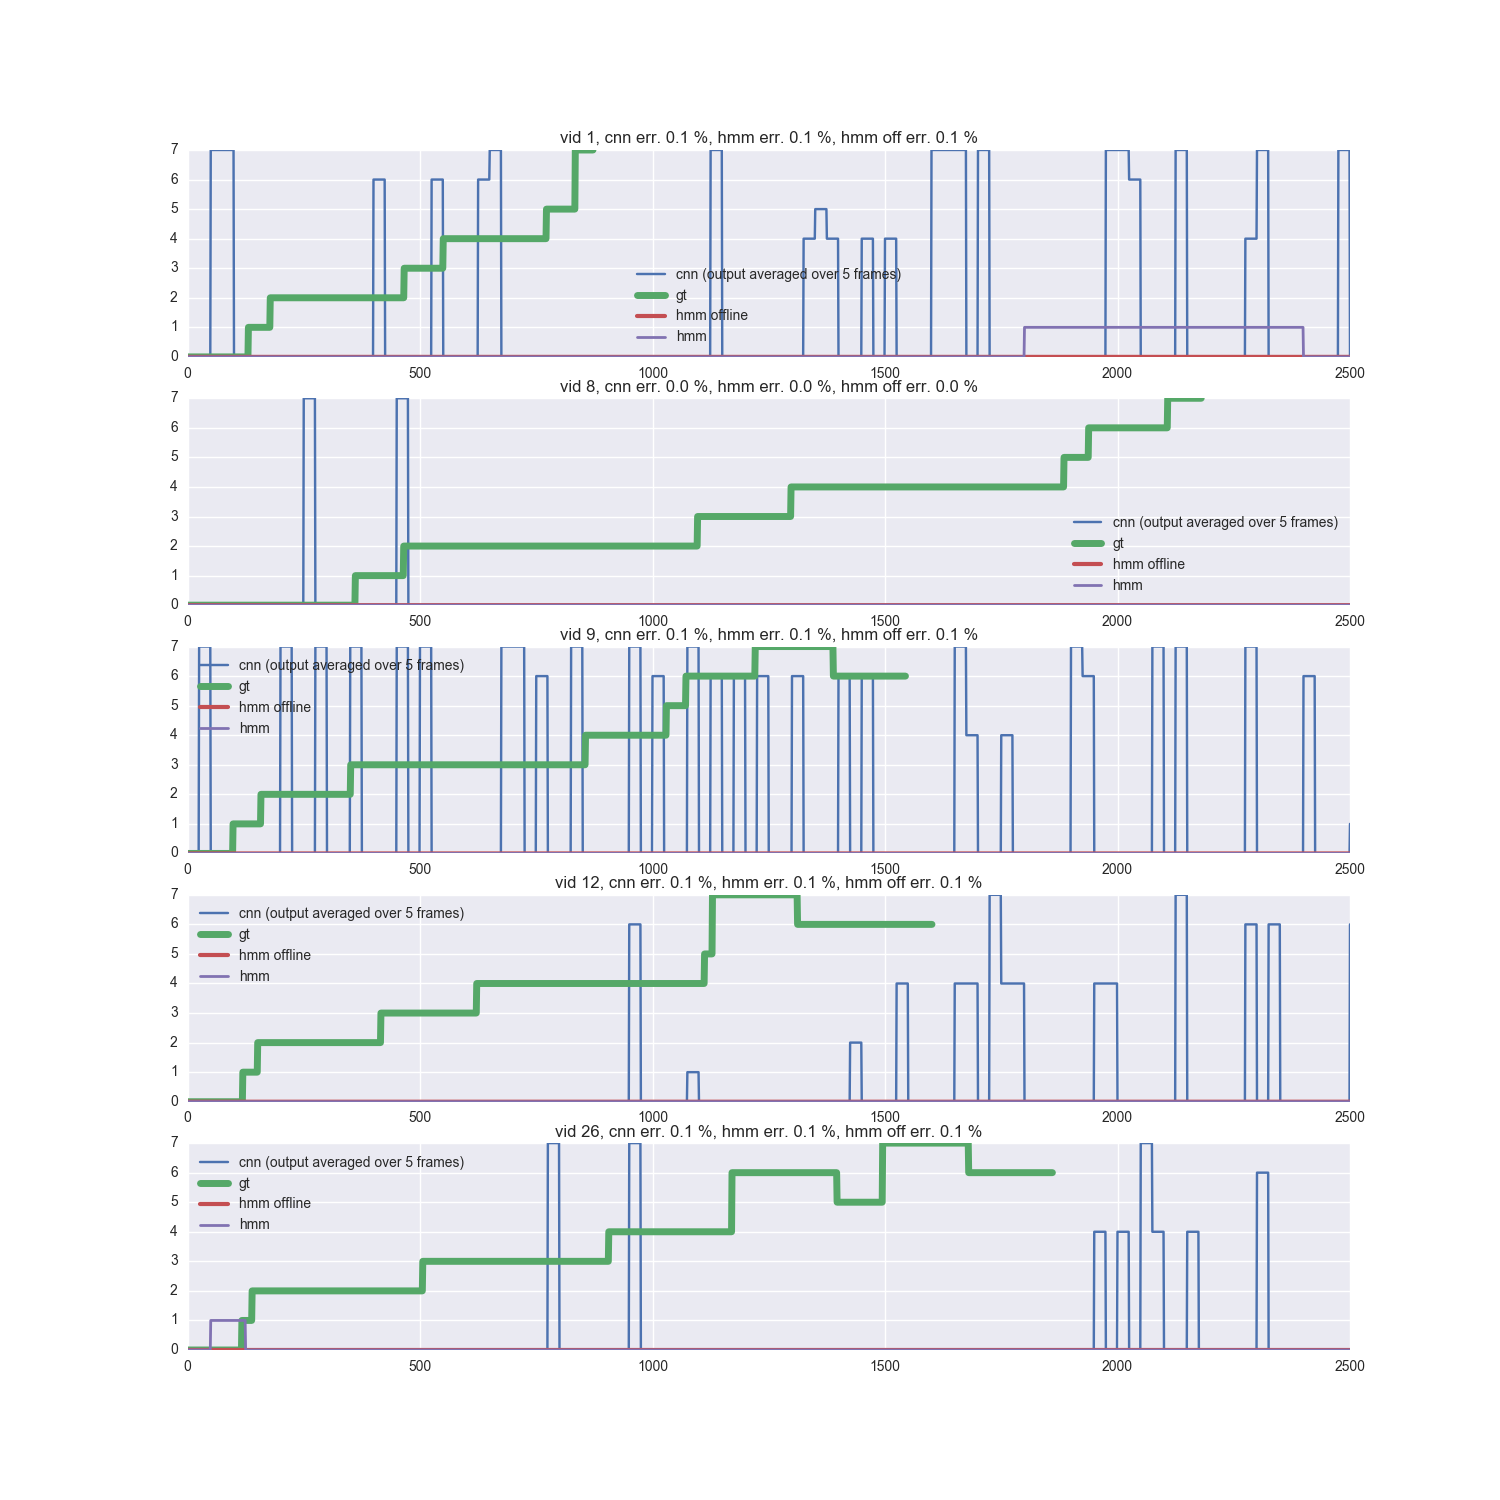 vid 1, cnn err. 0.1 %, hmm err. 0.1 %, hmm off err. 0.1 %
7
6
5
4
3
2
1
0
cnn (output averaged over 5 frames)
gt
hmm offline
hmm
0 500 1000 1500 2000 2500
vid 8, cnn err. 0.0 %, hmm err. 0.0 %, hmm off err. 0.0 %
7
6
5
4
3
2
1
0
cnn (output averaged over 5 frames)
gt
hmm offline
hmm
0 500 1000 1500 2000 2500
vid 9, cnn err. 0.1 %, hmm err. 0.1 %, hmm off err. 0.1 %
7
6
5
4
3
2
1
0
cnn (output averaged over 5 frames)
gt
hmm offline
hmm
0 500 1000 1500 2000 2500
vid 12, cnn err. 0.1 %, hmm err. 0.1 %, hmm off err. 0.1 %
7
6
5
4
3
2
1
0
cnn (output averaged over 5 frames)
gt
hmm offline
hmm
0 500 1000 1500 2000 2500
vid 26, cnn err. 0.1 %, hmm err. 0.1 %, hmm off err. 0.1 %
7
6
5
4
3
2
1
0
cnn (output averaged over 5 frames)
gt
hmm offline
hmm
0 500 1000 1500 2000 2500